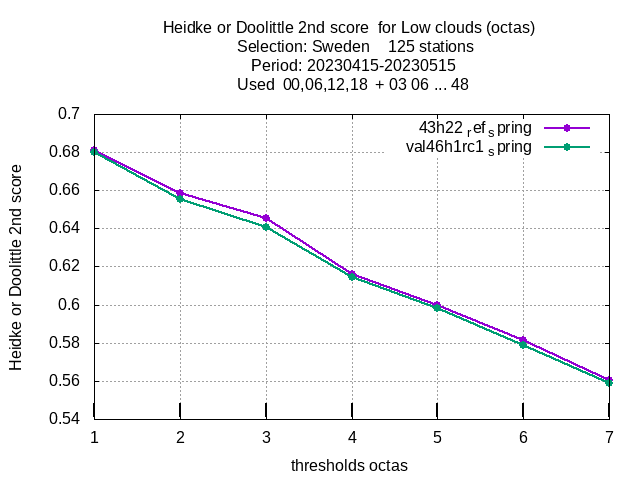 Heidke or Doolittle 2nd score  for Low clouds (octas)
Selection: Sweden    125 stations
Period: 20230415-20230515
Used  00,06,12,18  + 03 06 ... 48
43h22 ref spring
val46h1rc1 spring
0.7
0.68
0.66
0.64
0.62
0.6
0.58
0.56
0.54
Heidke or Doolittle 2nd score
1 2 3 4 5 6 7
thresholds octas